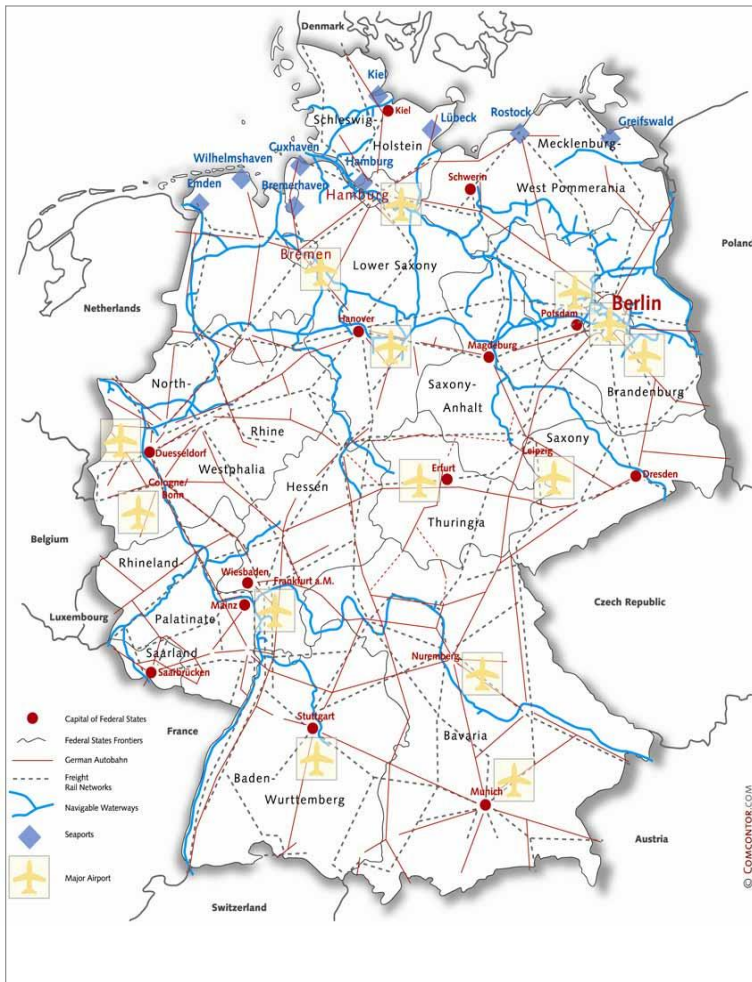 Denmark
Kiel
Kiel
Schleswig-
Holstein
Lübeck
Rostock
Greifswald
Mecklenburg-
West Pommerania
Cuxhaven
Wilhelmshaven
Hamburg
Emden
Bremerhaven
Hamburg
Schwerin
Poland
Bremen
Lower Saxony
Netherlands
Berlin
Potsdam
Hanover
Magdeburg
North-
Saxony-
Anhalt
Brandenburg
Rhine
Saxony
Duesseldorf
Westphalia
Leipzig
Cologne/
Bonn
Hessen
Erfurt
Dresden
Thuringia
Belgium
Rhineland
Wiesbaden
Frankfurt a.M.
Czech Republic
Mainz
Luxembourg
Palatinate
Saarland
Nuremberg
Saarbrücken
Capital of Federal States
France
Stuttgart
Federal States Frontiers
Bavaria
German Autobahn
Freight
Rail Networks
Baden-
Wurttemberg
Munich
Navigable Waterways
Seaports
Austria
Major Airport
Switzerland
© COMCONTOR.COM